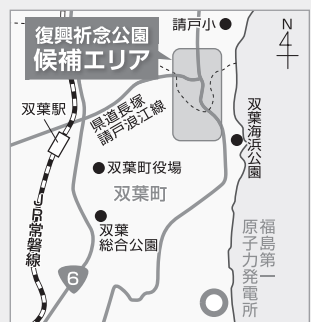 請戸小
N
復興祈念公園
候補エリア
双葉駅
県道長塚
請戸浪江線
双葉海浜公園
双葉町役場
双葉町
双葉
総合公園
JR常磐線
6
福島第一
原子力発電所